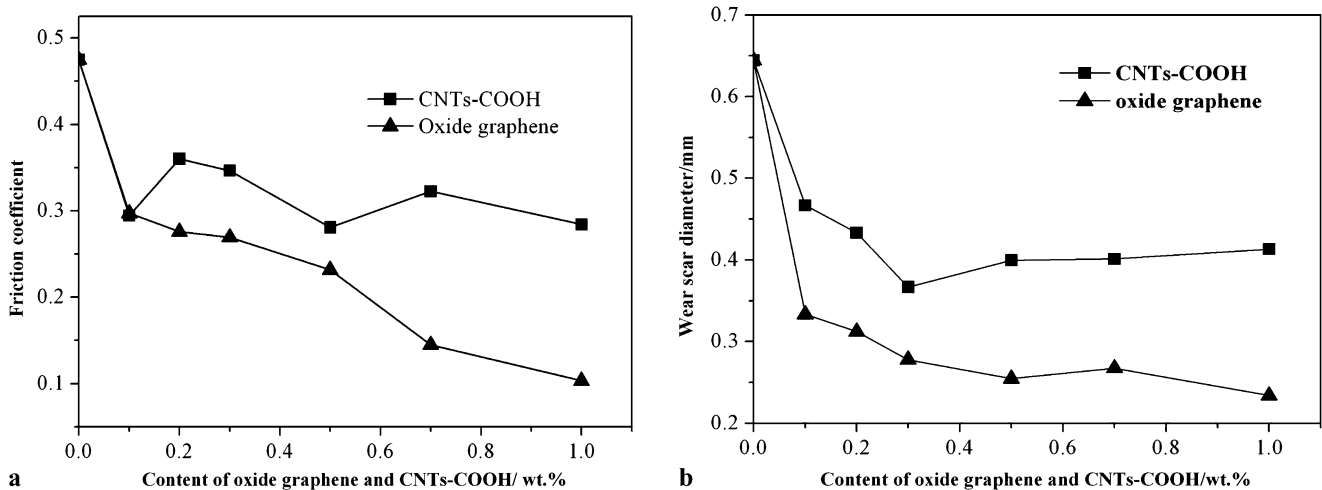 0.5
0.4
0.3
0.2
0.1
Friction coefficient
CNTs-COOH
Oxide graphene
0.0 0.2 0.4 0.6 0.8 1.0
Content of oxide graphene and CNTs-COOH/ wt.%
a
0.7
0.6
0.5
0.4
0.3
0.2
Wear scar diameter/mm
CNTs-COOH
oxide graphene
0.0 0.2 0.4 0.6 0.8 1.0
Content of oxide graphene and CNTs-COOH/wt.%
b